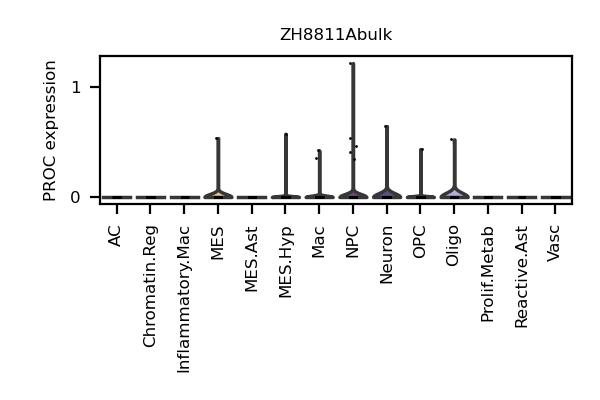 ZH8811Abulk
PROC expression
1
0
AC
Chromatin.Reg
Inflammatory.Mac
MES
MES.Ast
MES.Hyp
Mac
NPC
Neuron
OPC
Oligo
Prolif.Metab
Reactive.Ast
Vasc